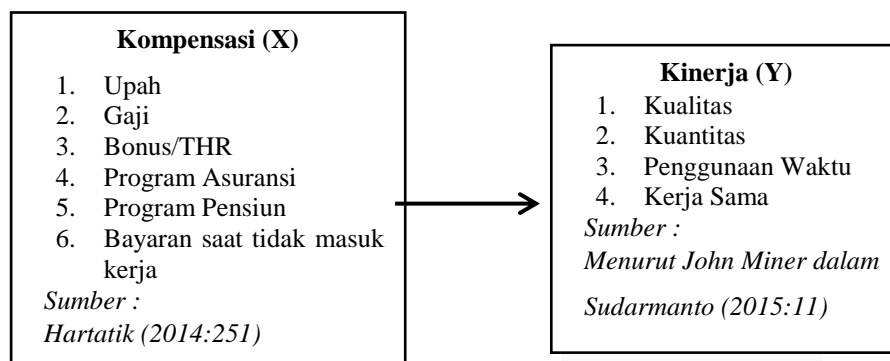 Kompensasi (X)
1. Upah
2. Gaji
3. Bonus/THR
4. Program Asuransi
5. Program Pensiun
6. Bayaran saat tidak masuk
kerja
Sumber :
Hartatik (2014:251)
Kinerja (Y)
1. Kualitas
2. Kuantitas
3. Penggunaan Waktu
4. Kerja Sama
Sumber :
Menurut John Miner dalam
Sudarmanto (2015:11)